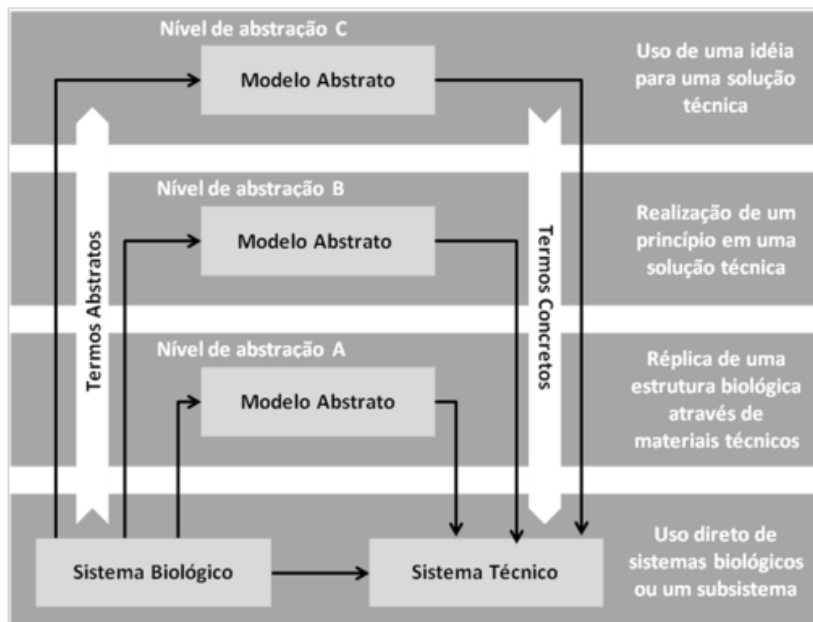 Nível de abstração C
Modelo Abstrato
Uso de uma idéia
para uma solução
técnica
Nível de abstração B
Modelo Abstrato
Realização de um
princípio em uma
solução técnica
Termos Abstratos
Termos Concretos
Nível de abstração A
Modelo Abstrato
Réplica de uma
estrutura biológica
através de
materiais técnicos
Sistema Biológico
Sistema Técnico
Uso direto de
sistemas biológicos
ou um subsistema